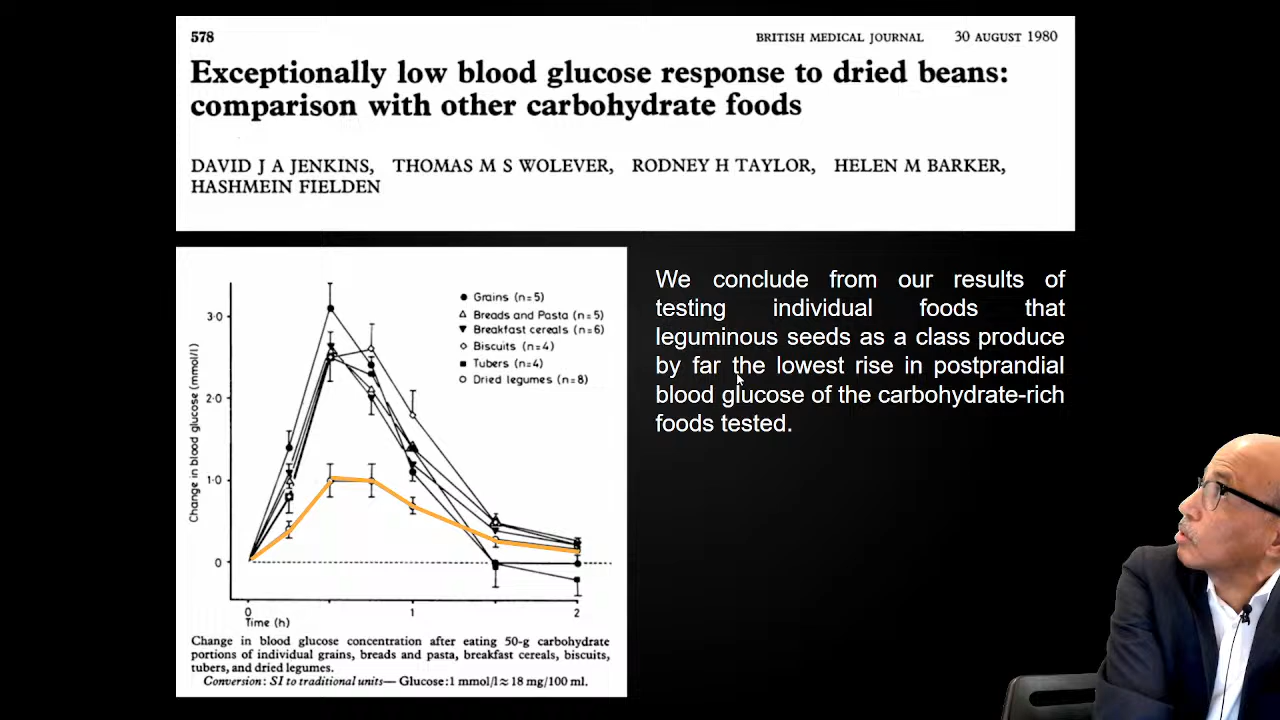 578
BRITISH MEDICAL JOURNAL 30 AUGUST 1980
Exceptionally low blood glucose response to dried beans:
comparison with other carbohydrate foods
DAVID J A JENKINS, THOMAS M S WOLEVER, RODNEY H TAYLOR, HELEN M BARKER,
HASHMEIN FIELDEN
Change in blood glucose (mmol/l)
3·0
2·0
1·0
0
Grains (n=5)
Breads and Pasta (n=5)
Breakfast cereals (n=6)
Biscuits (n=4)
Tubers (n=4)
Dried legumes (n=8)
0 1 2
Time (h)
Change in blood glucose concentration after eating 50-g carbohydrate
portions of individual grains, breads and pasta, breakfast cereals, biscuits,
tubers, and dried legumes.
Conversion: SI to traditional units— Glucose:1 mmol/l≈18 mg/100 ml.
We conclude from our results of
testing individual foods that
leguminous seeds as a class produce
by far the lowest rise in postprandial
blood glucose of the carbohydrate-rich
foods tested.